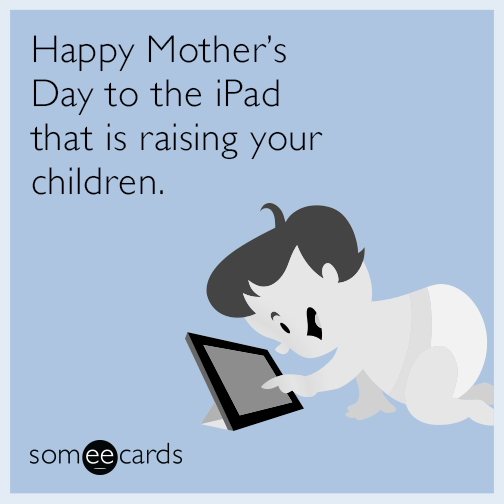 Happy Mother’s
Day to the iPad
that is raising your
children.
someecards